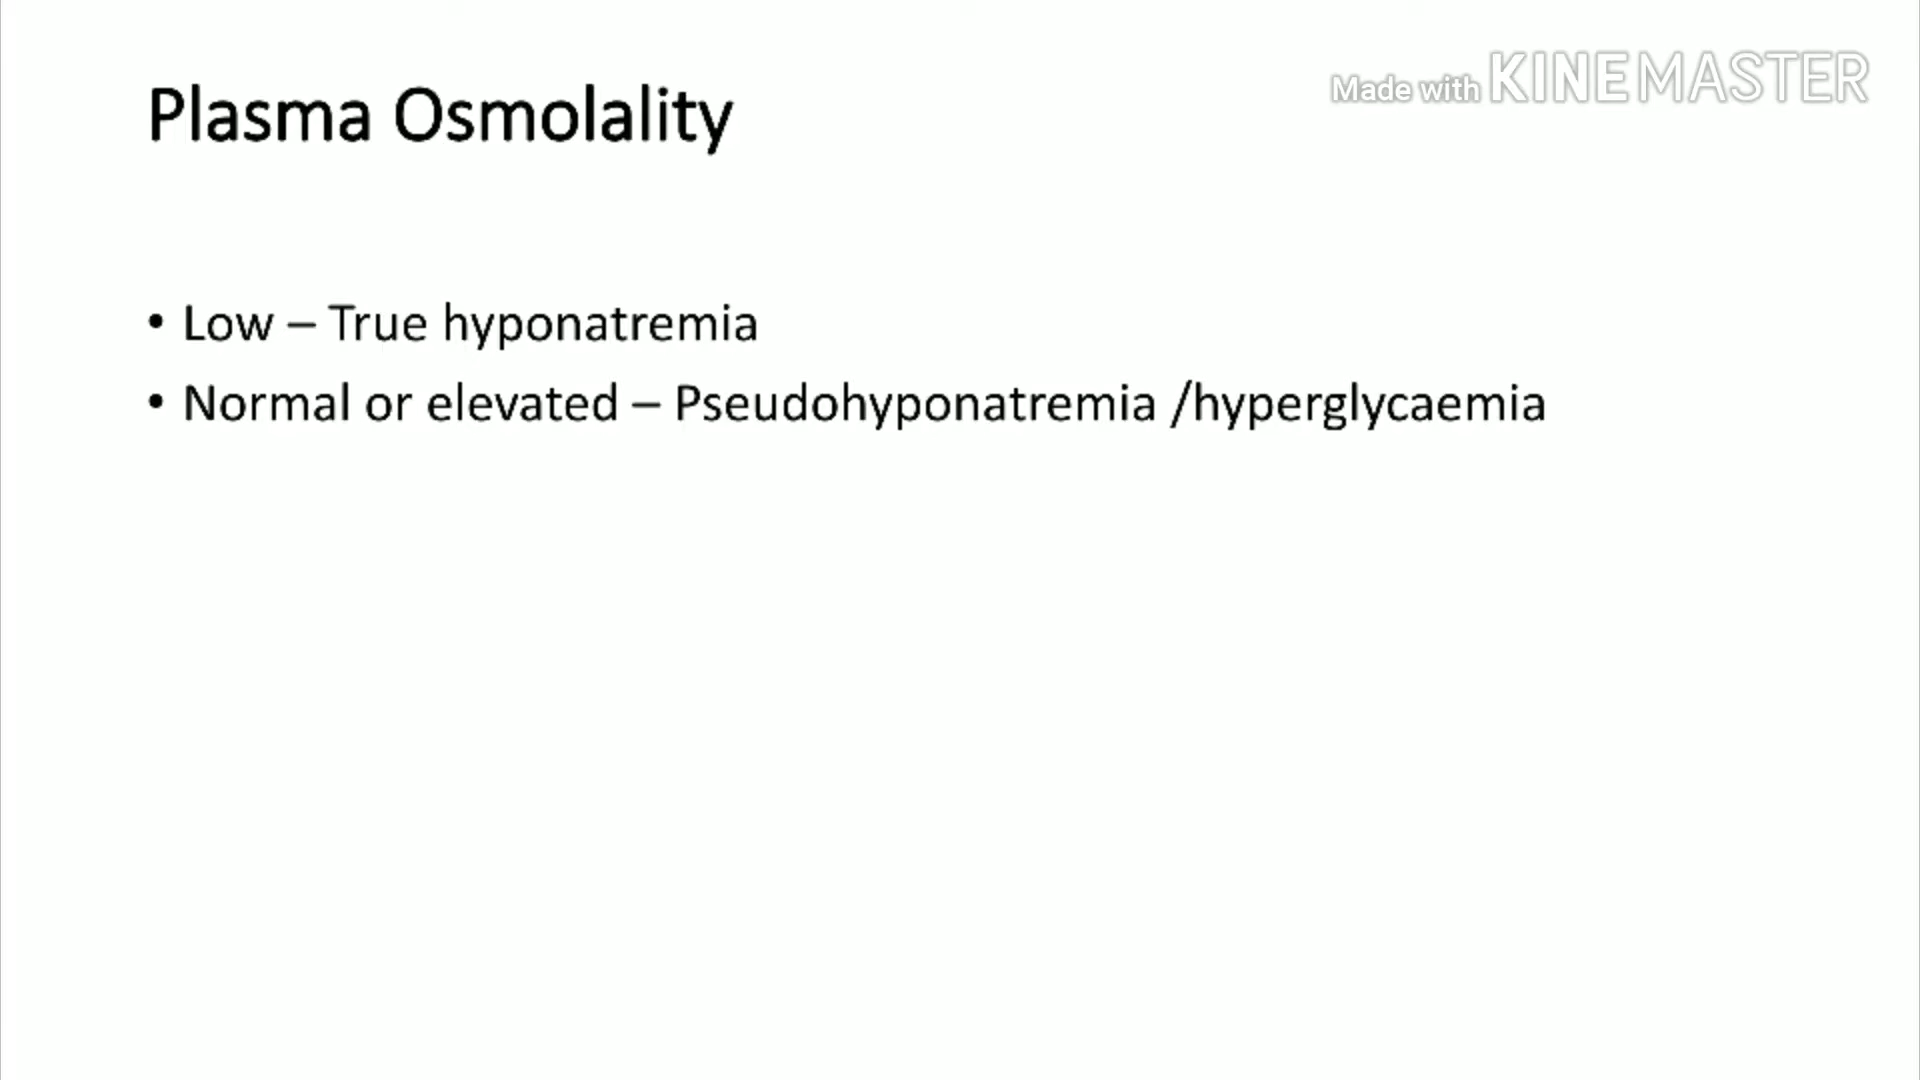 Made with KINEMASTER
Plasma Osmolality
• Low – True hyponatremia
• Normal or elevated – Pseudohyponatremia /hyperglycaemia